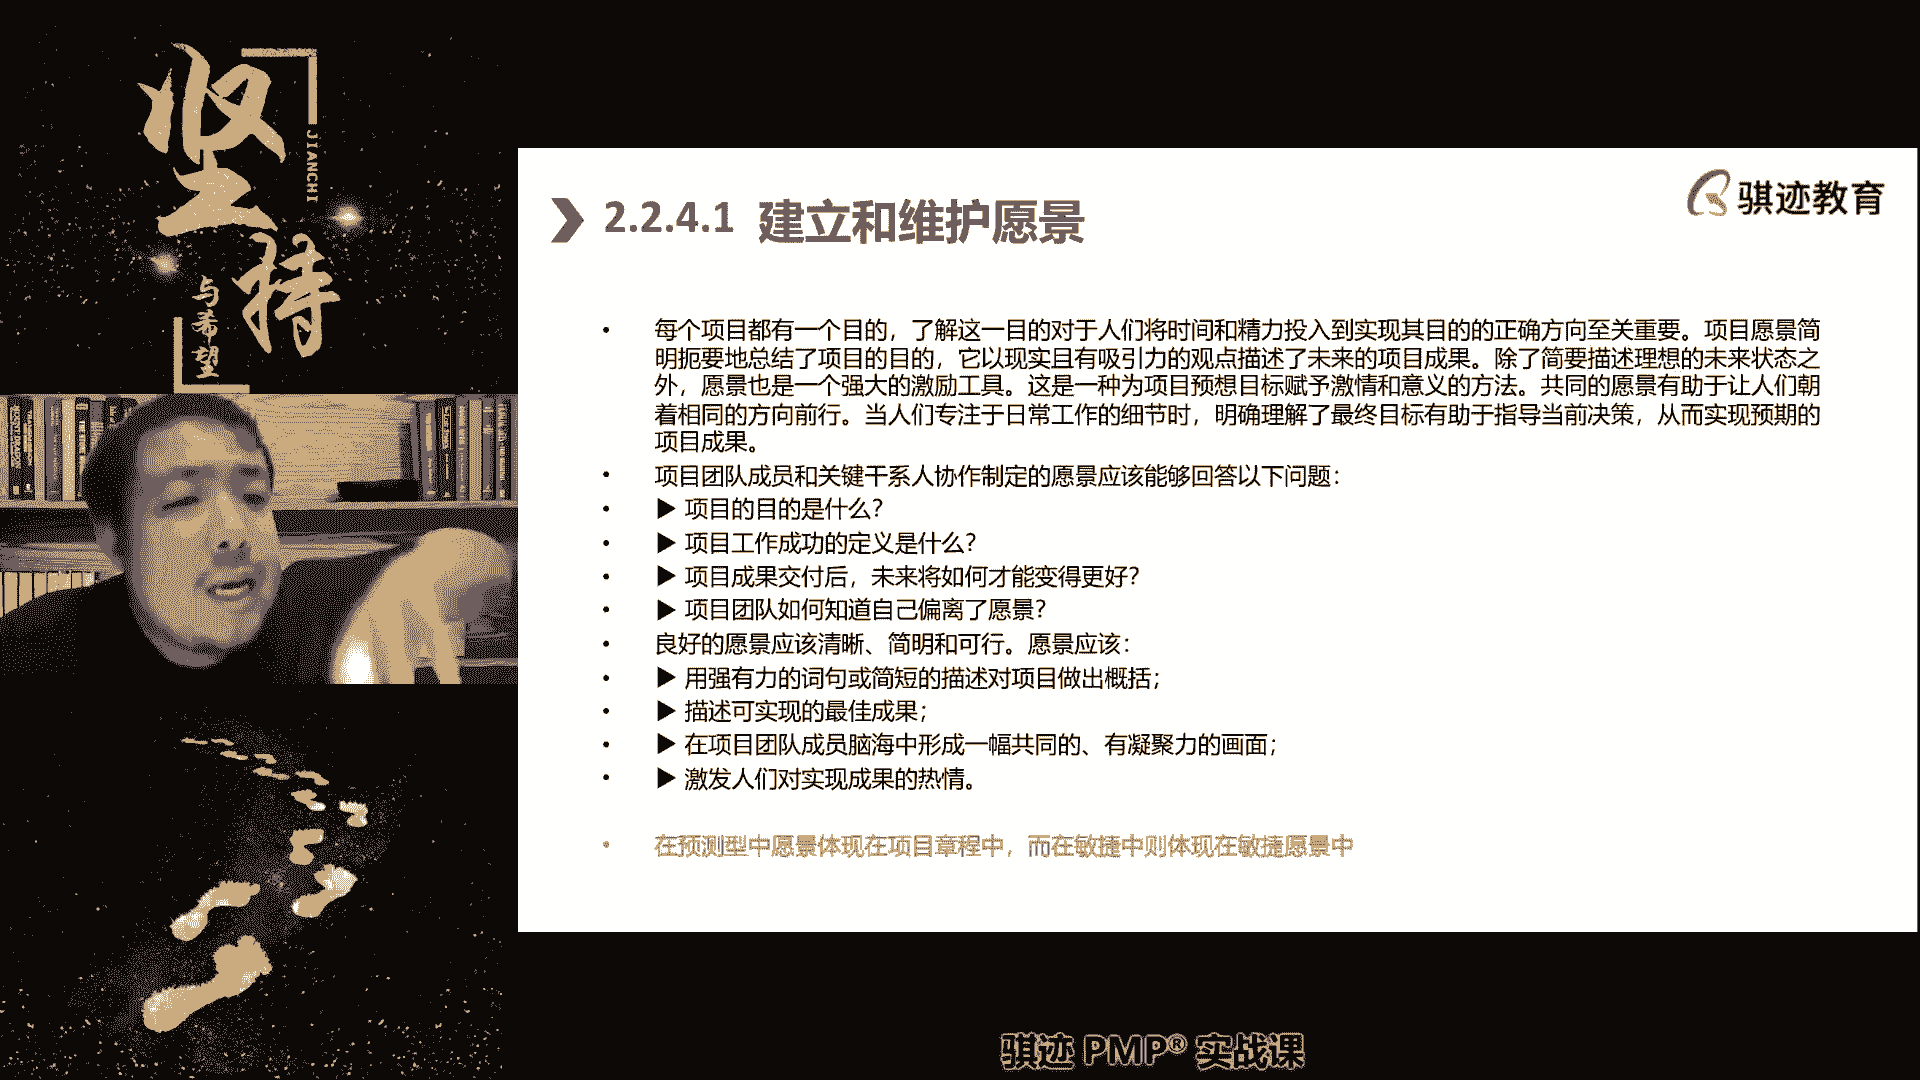 坚持
JIANCHI
与希望
骐迹教育
2.2.4.1 建立和维护愿景
• 每个项目都有一个目的，了解这一目的对于人们将时间和精力投入到实现其目的的正确方向至关重要。项目愿景简
明扼要地总结了项目的目的，它以现实且有吸引力的观点描述了未来的项目成果。除了简要描述理想的未来状态之
外，愿景也是一个强大的激励工具。这是一种为项目预想目标赋予激情和意义的方法。共同的愿景有助于让人们朝
着相同的方向前行。当人们专注于日常工作的细节时，明确理解了最终目标有助于指导当前决策，从而实现预期的
项目成果。
• 项目团队成员和关键干系人协作制定的愿景应该能够回答以下问题：
• ▶ 项目的目的是什么？
• ▶ 项目工作成功的定义是什么？
• ▶ 项目成果交付后，未来将如何才能变得更好？
• ▶ 项目团队如何知道自己偏离了愿景？
• 良好的愿景应该清晰、简明和可行。愿景应该：
• ▶ 用强有力的词句或简短的描述对项目做出概括；
• ▶ 描述可实现的最佳成果；
• ▶ 在项目团队成员脑海中形成一幅共同的、有凝聚力的画面；
• ▶ 激发人们对实现成果的热情。
• 在预测型中愿景体现在项目章程中，而在敏捷中则体现在敏捷愿景中
骐迹 PMP® 实战课